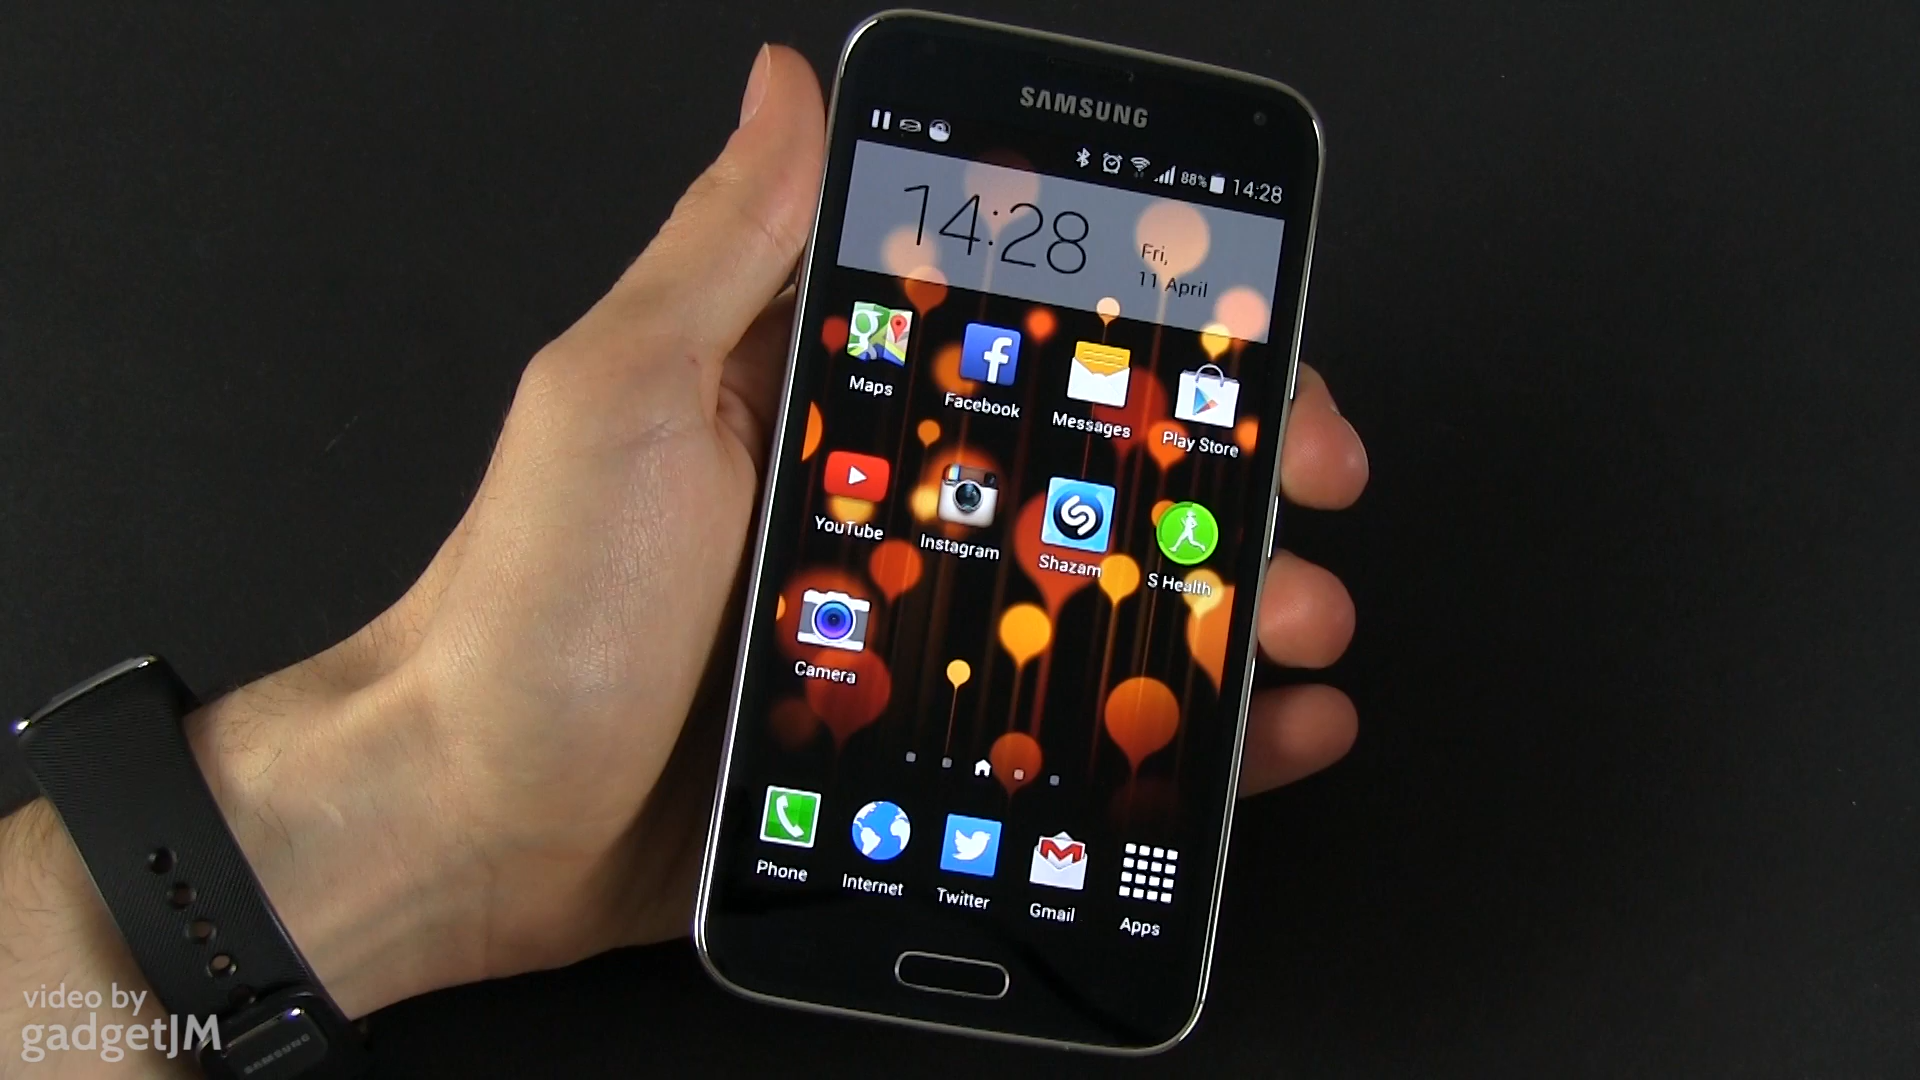 SAMSUNG
88% 14:28
14:28
Fri,
11 April
Maps
Facebook
Messages
Play Store
YouTube
Instagram
Shazam
S Health
Camera
Phone
Internet
Twitter
Gmail
Apps
video by
gadgetJM
SAMSUNG